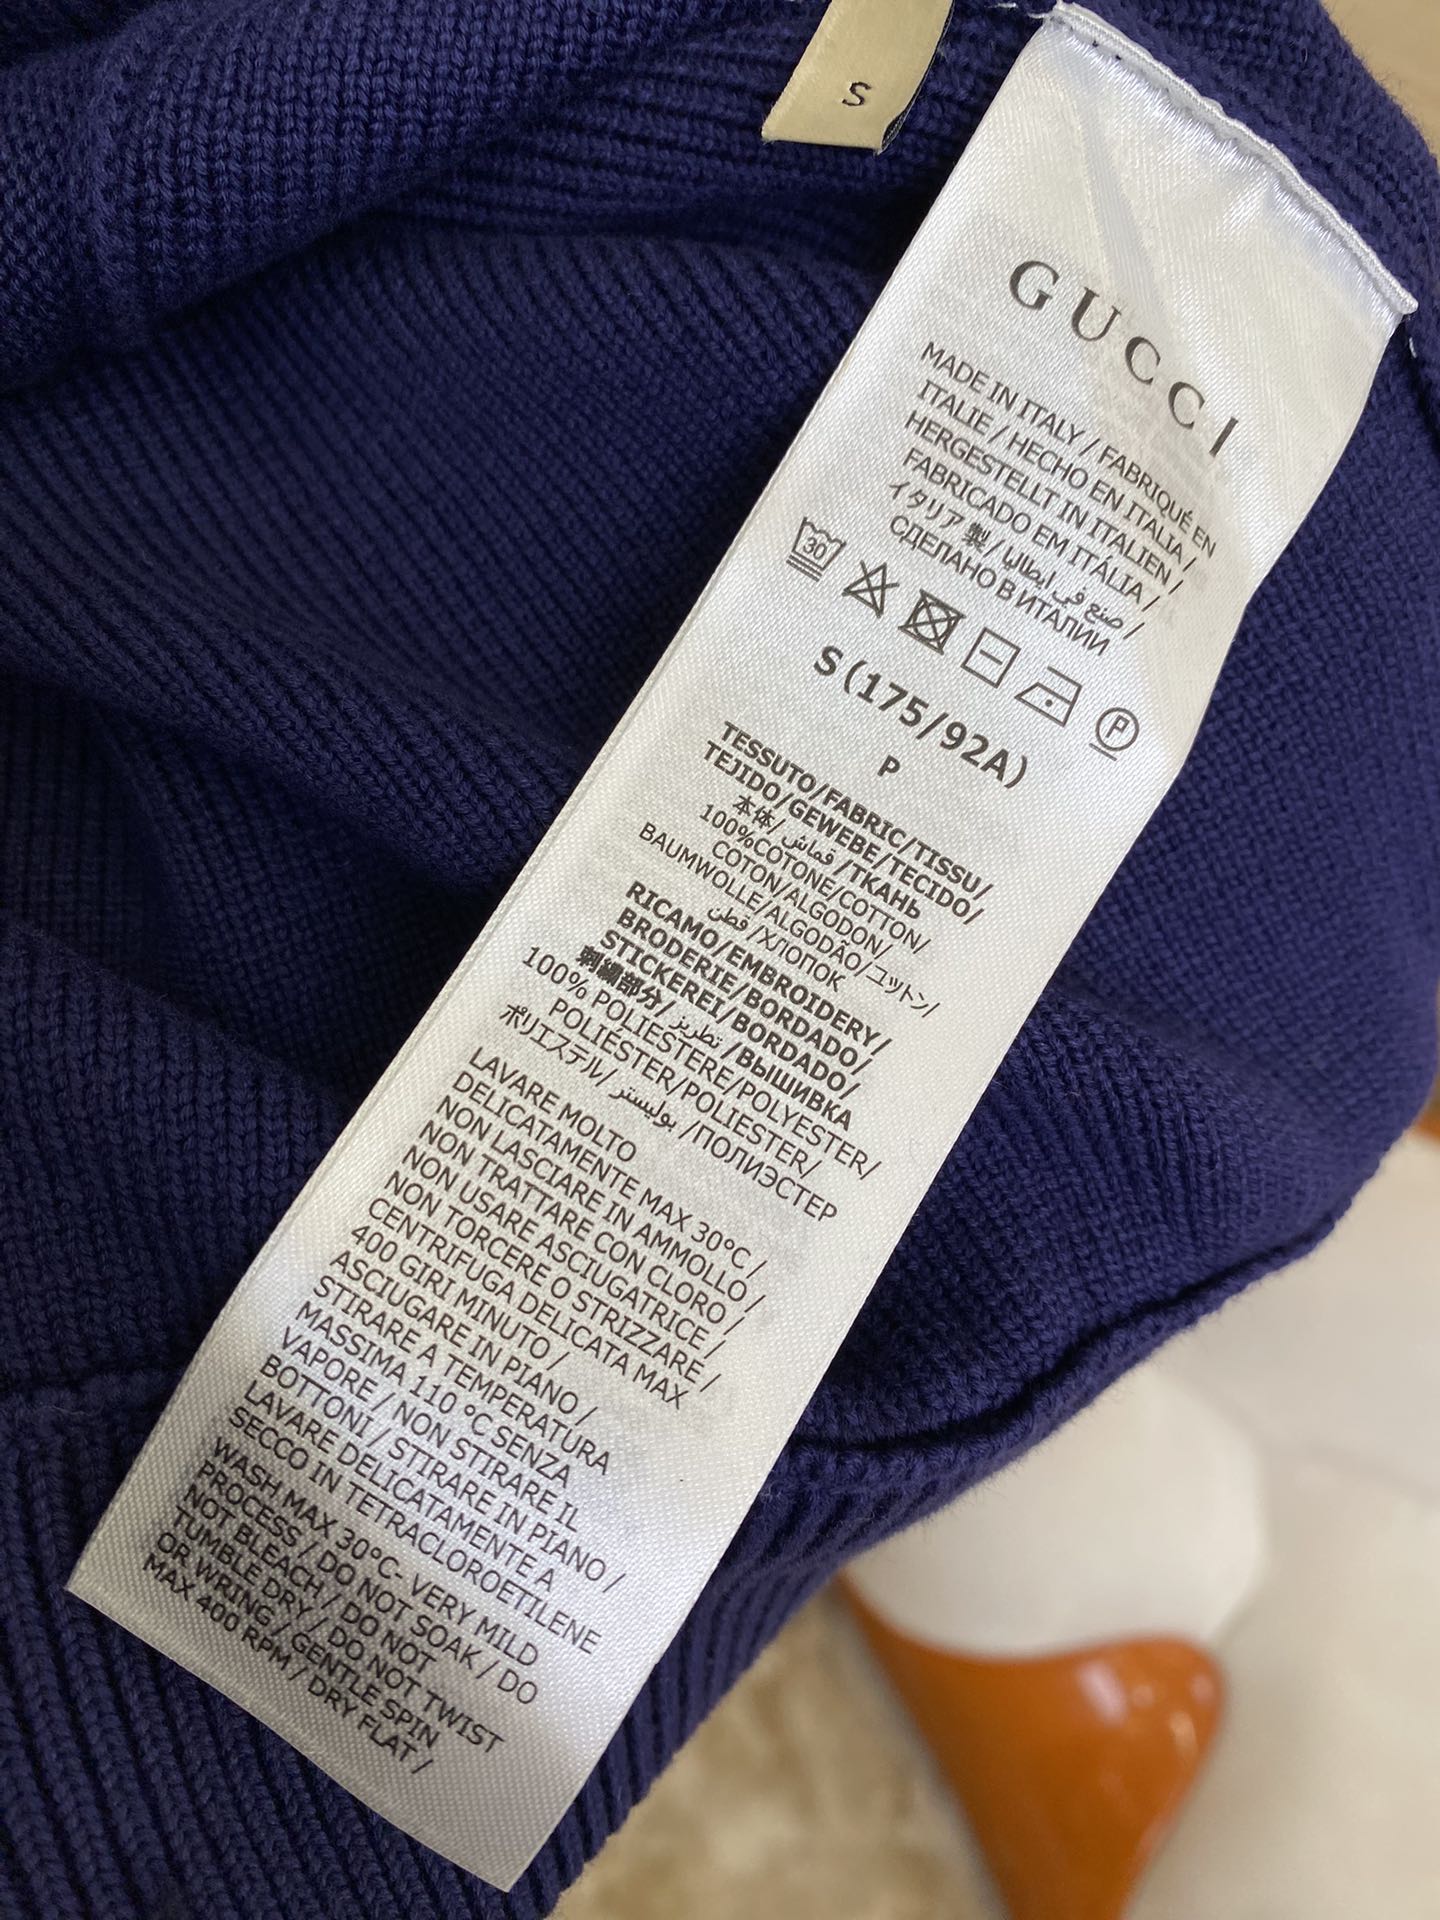 S
GUCCI
MADE IN ITALY / FABRIQUÉ EN
ITALIE / HECHO EN ITALIA /
HERGESTELLT IN ITALIEN /
FABRICADO EM ITÁLIA /
イタリア 製 / صنع في ايطاليا /
СДЕЛАНО В ИТАЛИИ
30
P
S(175/92A)
P
TESSUTO/FABRIC/TISSU/
TEJIDO/GEWEBE/TECIDO/
本体/ قماش /ТКАНЬ
100%COTONE/COTTON/
COTON/ALGODON/
BAUMWOLLE/ALGODÃO/コットン/
قطن /ХЛОПОК
RICAMO/EMBROIDERY/
BRODERIE/BORDADO/
STICKEREI/BORDADO/
刺繍部分/ تطريز /ВЫШИВКА
100% POLIESTERE/POLYESTER/
POLIÉSTER/POLIESTER/
ポリエステル/ بوليستر /ПОЛИЭСТЕР
LAVARE MOLTO
DELICATAMENTE MAX 30°C /
NON LASCIARE IN AMMOLLO /
NON TRATTARE CON CLORO /
NON USARE ASCIUGATRICE /
NON TORCERE O STRIZZARE /
CENTRIFUGA DELICATA MAX
400 GIRI MINUTO /
ASCIUGARE IN PIANO /
STIRARE A TEMPERATURA
MASSIMA 110 °C SENZA
VAPORE / NON STIRARE IL
BOTTONI / STIRARE IN PIANO /
LAVARE DELICATAMENTE A
SECCO IN TETRACLOROETILENE
WASH MAX 30°C- VERY MILD
PROCESS / DO NOT SOAK / DO
NOT BLEACH / DO NOT
TUMBLE DRY / DO NOT TWIST
OR WRING / GENTLE SPIN
MAX 400 RPM / DRY FLAT /